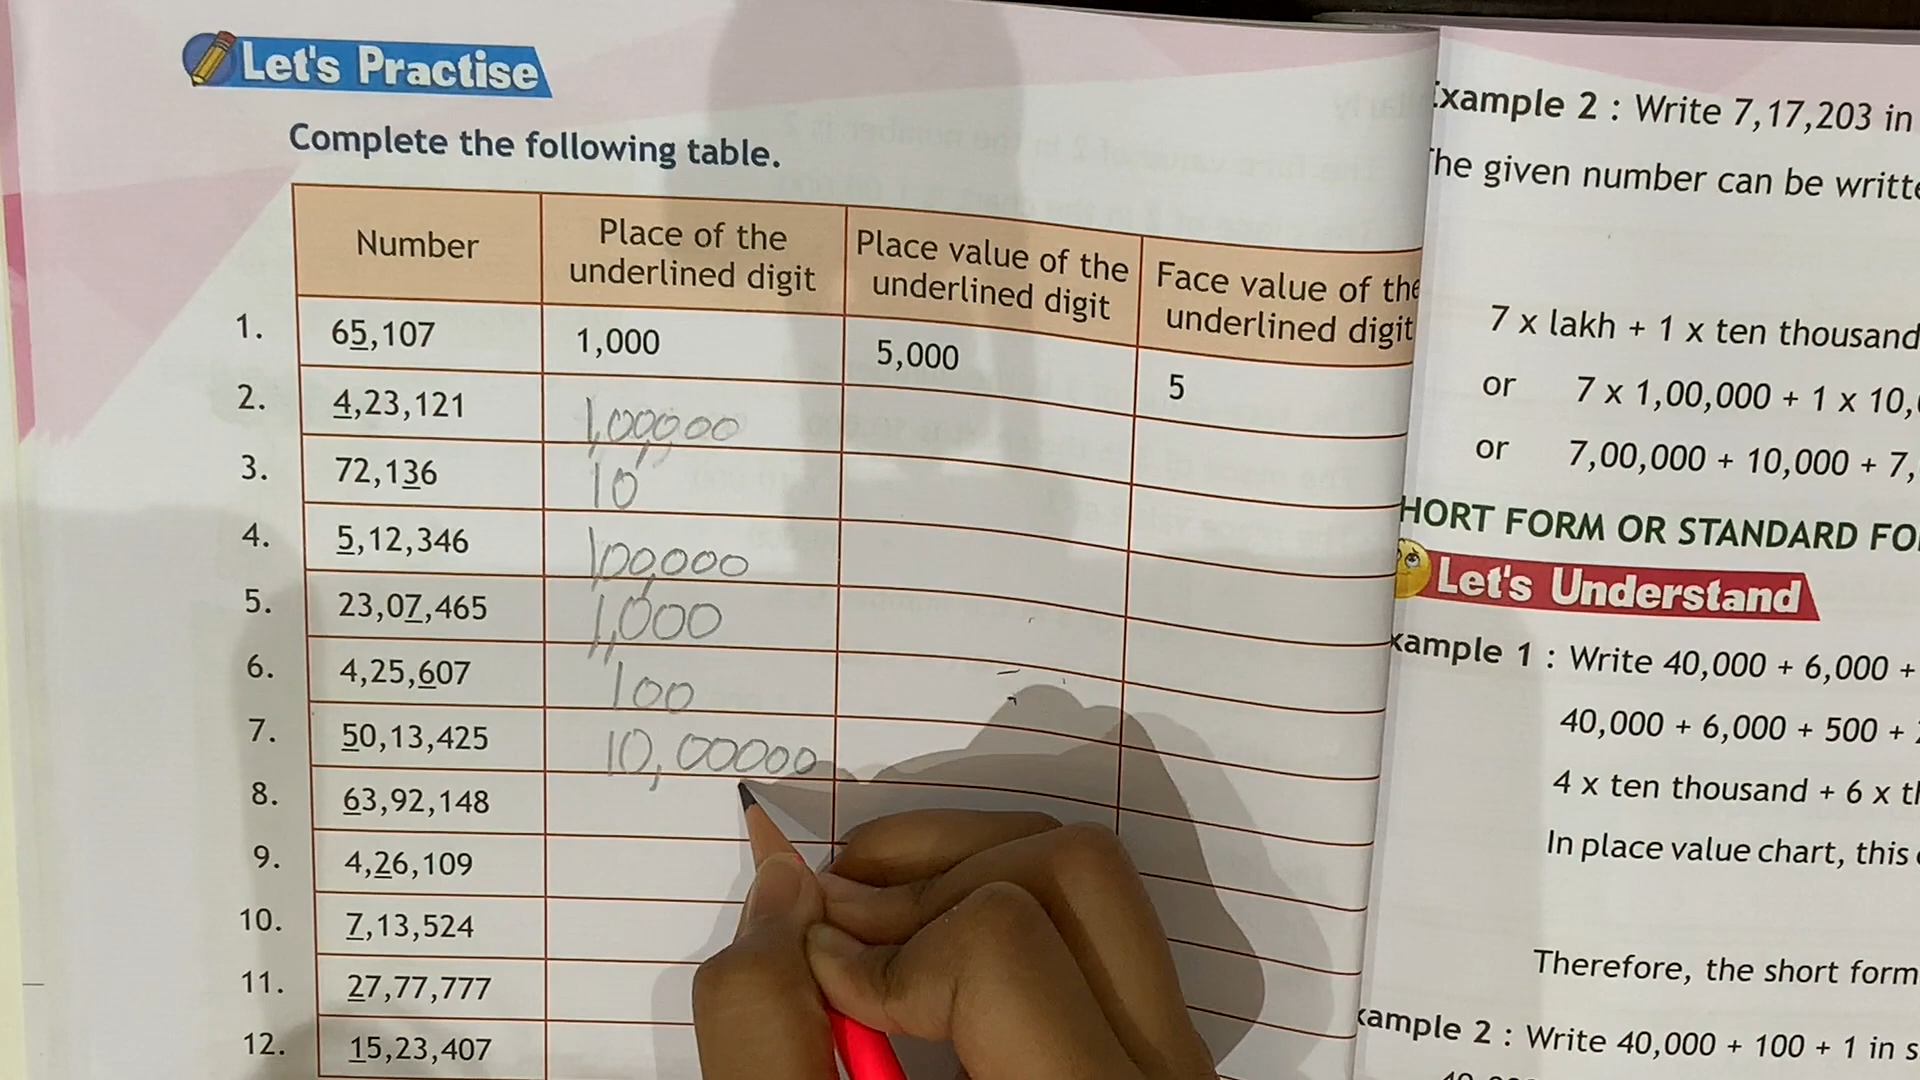 Let's Practise
Complete the following table.
Number Place of the underlined digit Place value of the underlined digit Face value of the underlined digit
1. 65,107 1,000 5,000 5
2. 4,23,121 1,00,000
3. 72,136 10
4. 5,12,346 1,00,000
5. 23,07,465 1,000
6. 4,25,607 100
7. 50,13,425 10,00000
8. 63,92,148
9. 4,26,109
10. 7,13,524
11. 27,77,777
12. 15,23,407
xample 2 : Write 7,17,203 in
he given number can be writte
7 x lakh + 1 x ten thousand
or 7 x 1,00,000 + 1 x 10,
or 7,00,000 + 10,000 + 7,
HORT FORM OR STANDARD FO
Let's Understand
xample 1 : Write 40,000 + 6,000 +
40,000 + 6,000 + 500 +
4 x ten thousand + 6 x t
In place value chart, this
Therefore, the short form
xample 2 : Write 40,000 + 100 + 1 in s